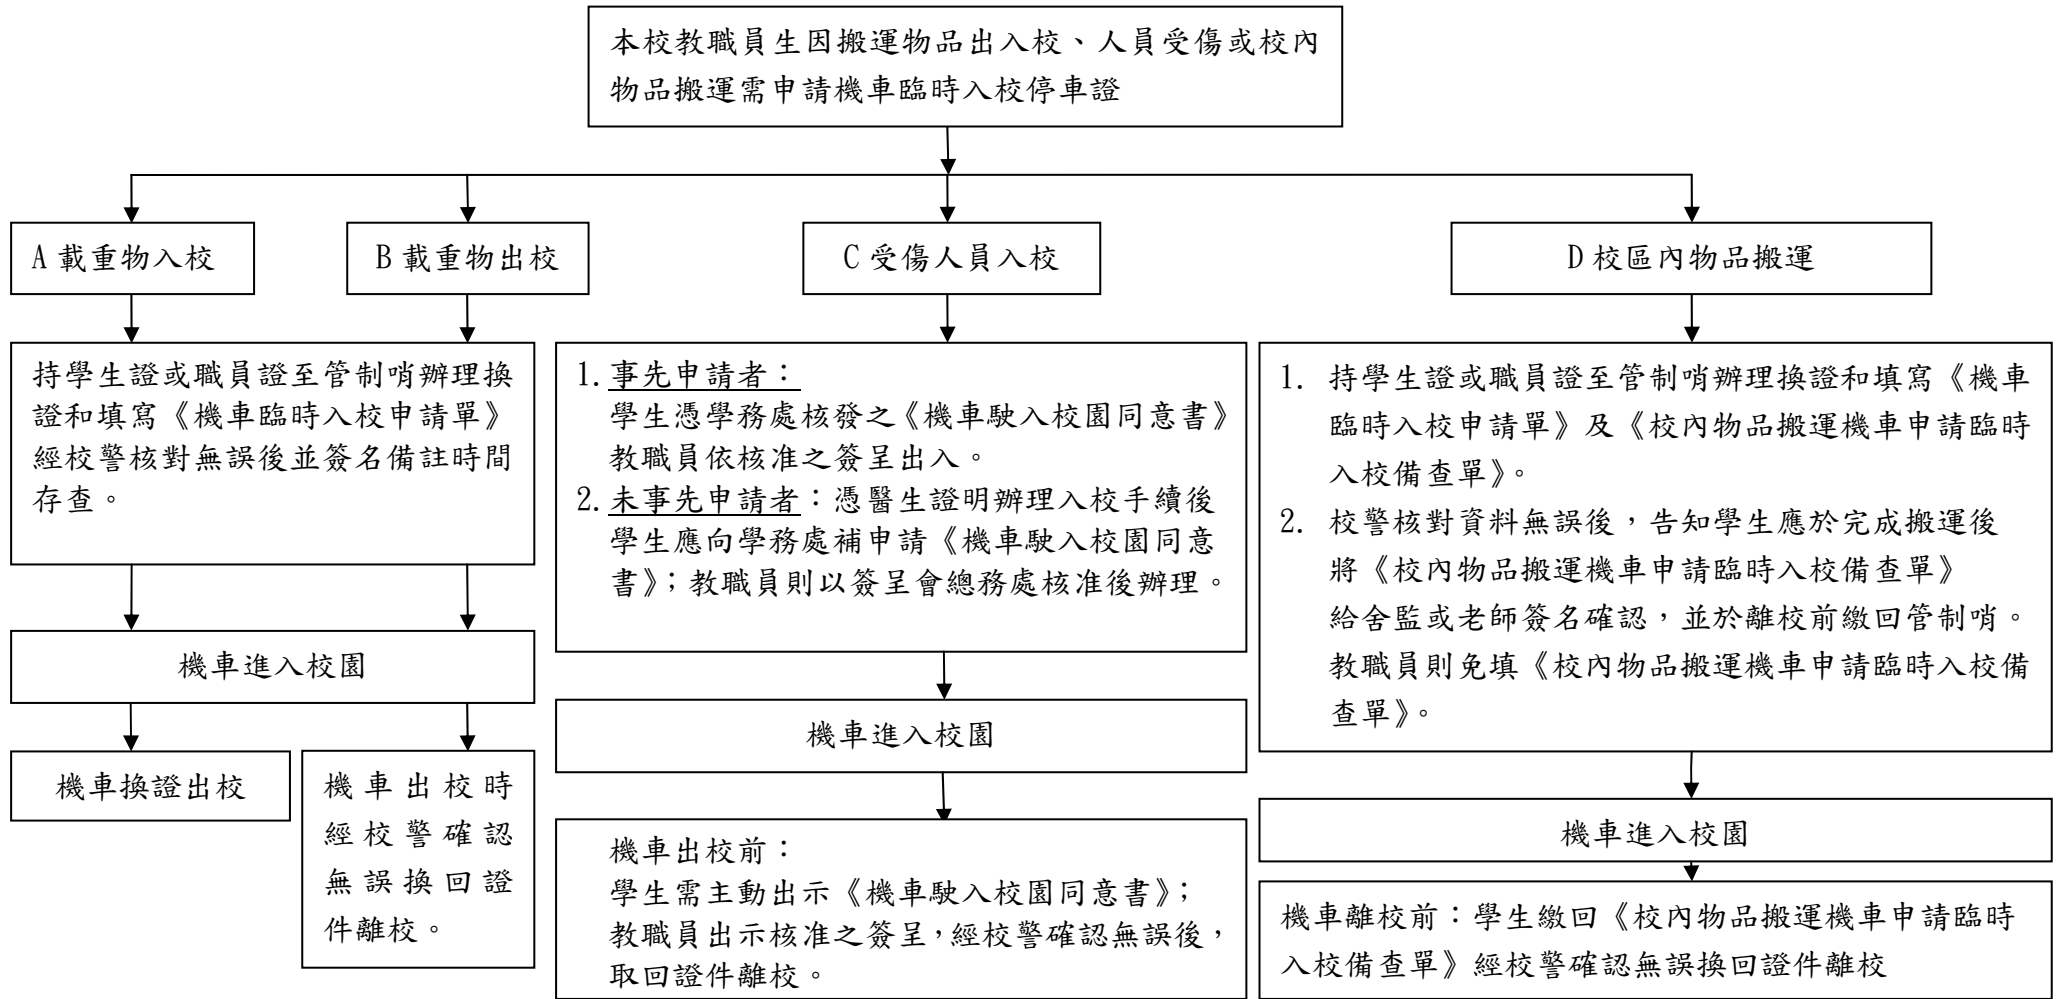 本校教職員生因搬運物品出入校、人員受傷或校內
物品搬運需申請機車臨時入校停車證
A 載重物入校
B 載重物出校
C 受傷人員入校
D 校區內物品搬運
持學生證或職員證至管制哨辦理換
證和填寫《機車臨時入校申請單》
經校警核對無誤後並簽名備註時間
存查。
1. 事先申請者：
學生憑學務處核發之《機車駛入校園同意書》
教職員依核准之簽呈出入。
2. 未事先申請者：憑醫生證明辦理入校手續後
學生應向學務處補申請《機車駛入校園同意
書》；教職員則以簽呈會總務處核准後辦理。
1. 持學生證或職員證至管制哨辦理換證和填寫《機車
臨時入校申請單》及《校內物品搬運機車申請臨時
入校備查單》。
2. 校警核對資料無誤後，告知學生應於完成搬運後
將《校內物品搬運機車申請臨時入校備查單》
給舍監或老師簽名確認，並於離校前繳回管制哨。
教職員則免填《校內物品搬運機車申請臨時入校備
查單》。
機車進入校園
機車進入校園
機車進入校園
機車換證出校
機車出校時
經校警確認
無誤換回證
件離校。
機車出校前：
學生需主動出示《機車駛入校園同意書》；
教職員出示核准之簽呈，經校警確認無誤後，
取回證件離校。
機車離校前：學生繳回《校內物品搬運機車申請臨時
入校備查單》經校警確認無誤換回證件離校